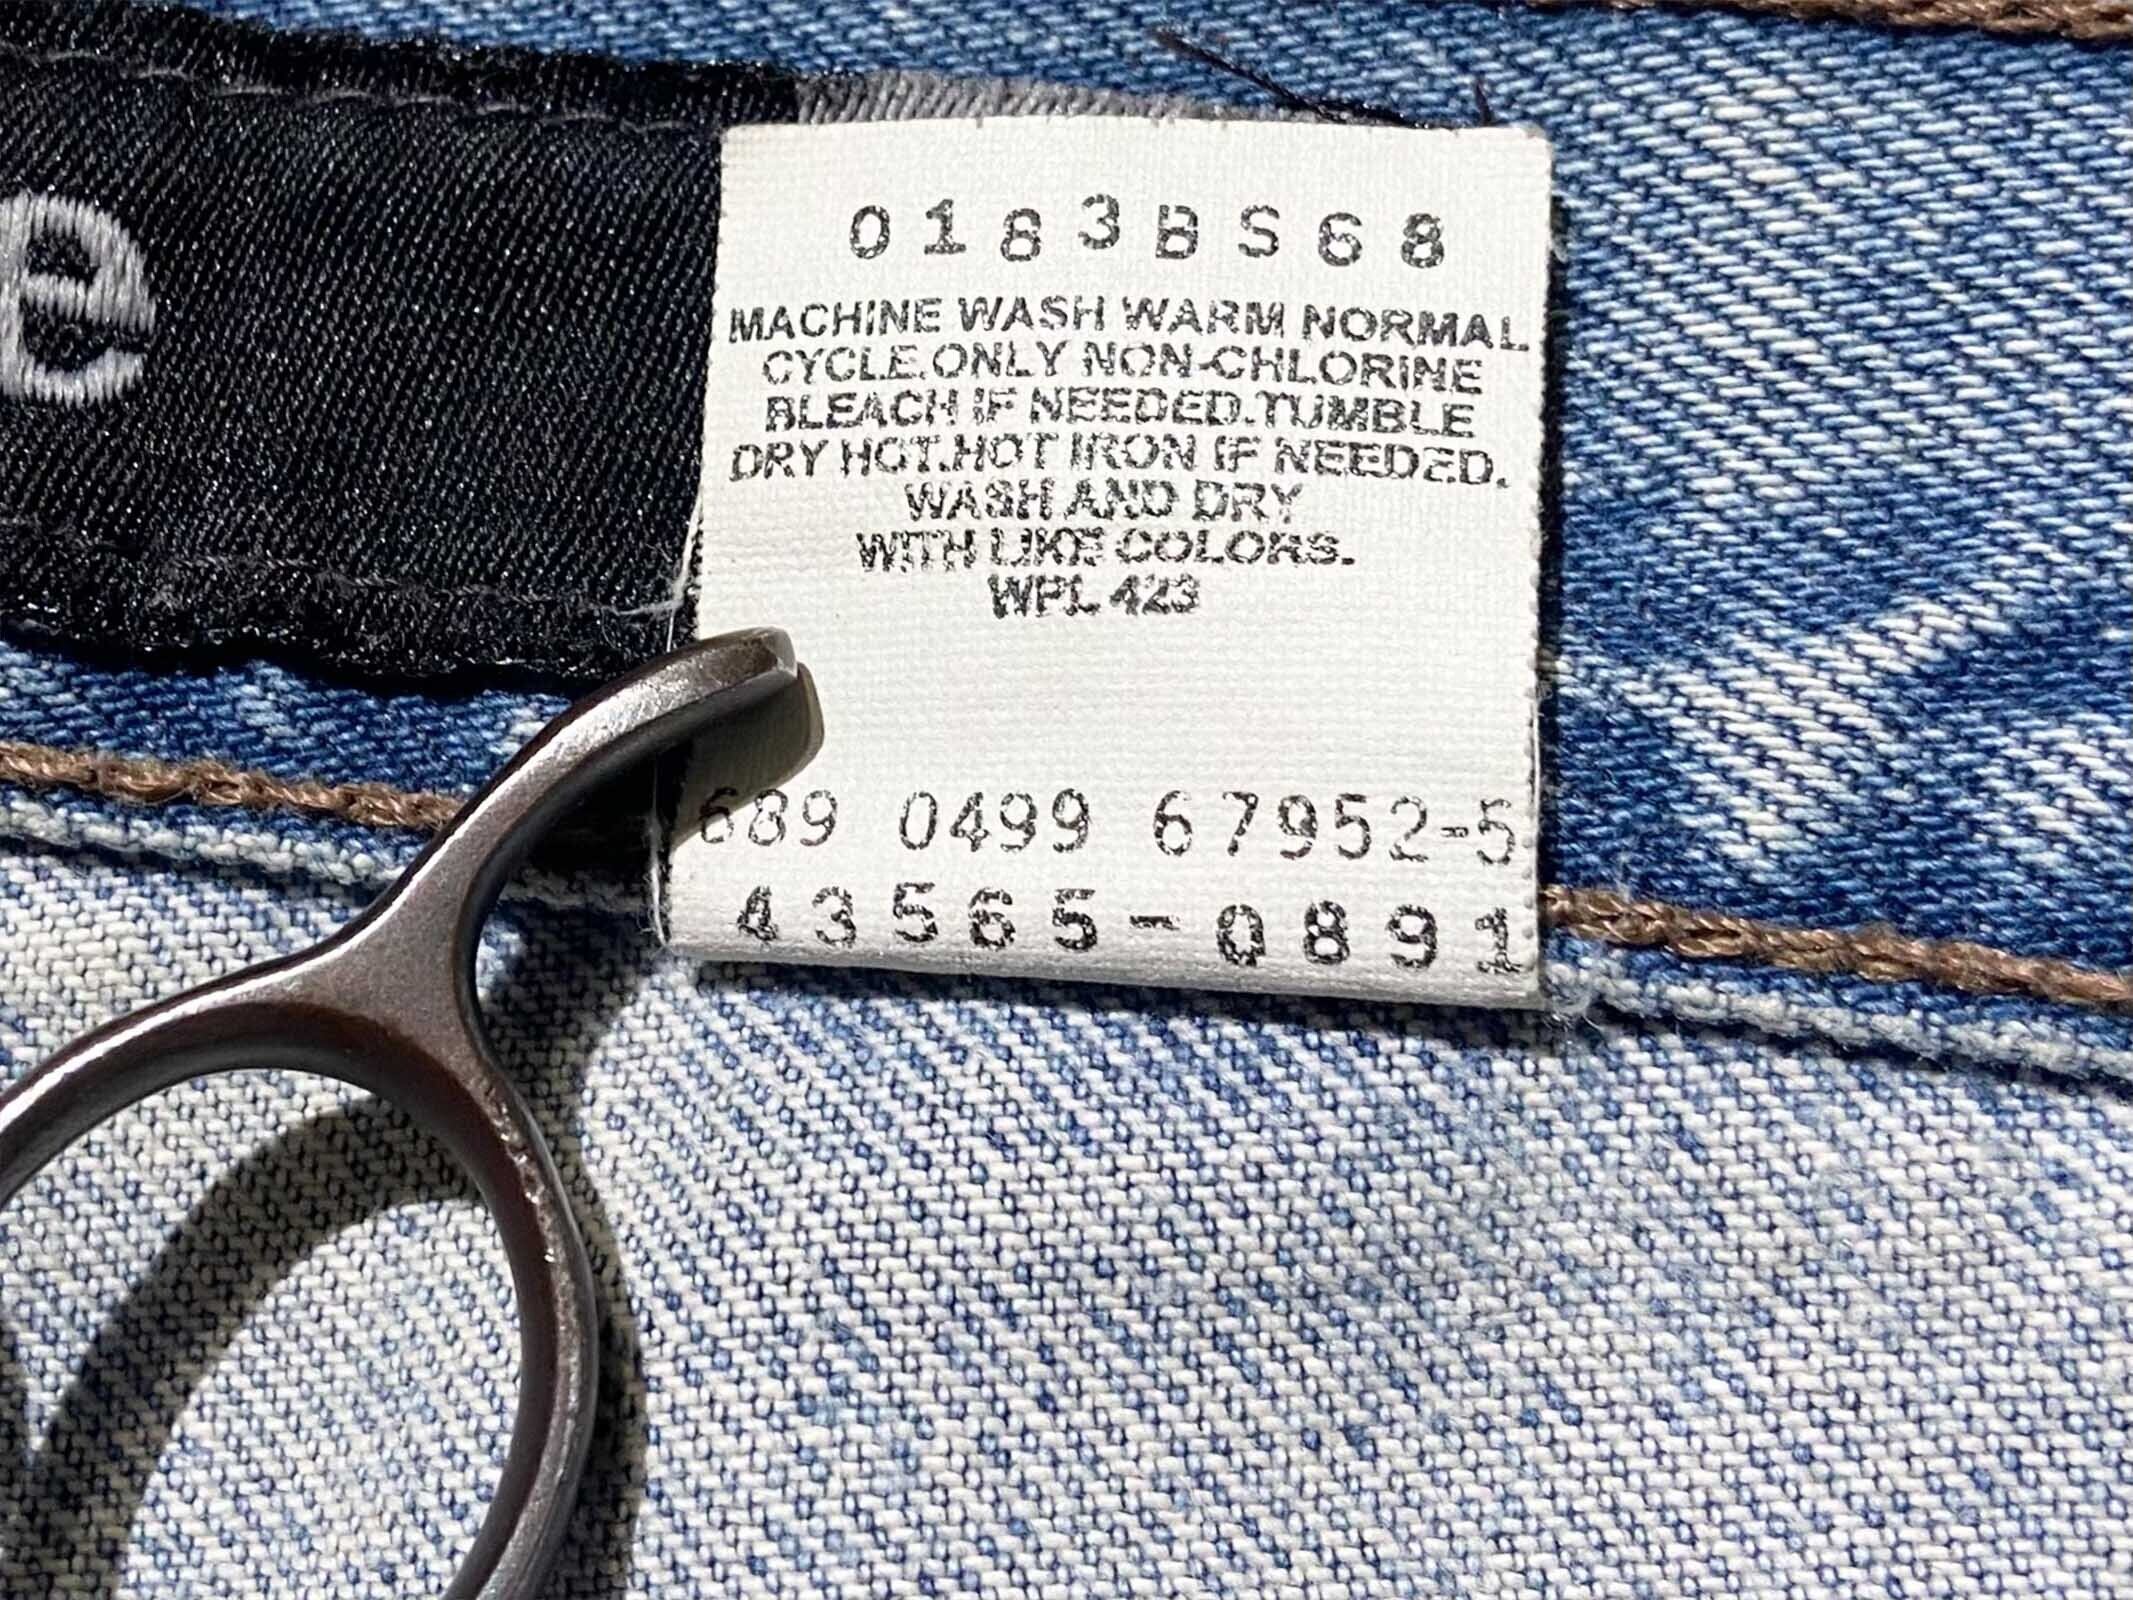 e
0183BS68
MACHINE WASH WARM NORMAL
CYCLE.ONLY NON-CHLORINE
BLEACH IF NEEDED.TUMBLE
DRY HOT.HOT IRON IF NEEDED.
WASH AND DRY
WITH LIKE COLORS.
WPL 423
689 0499 67952-5
43565-0891